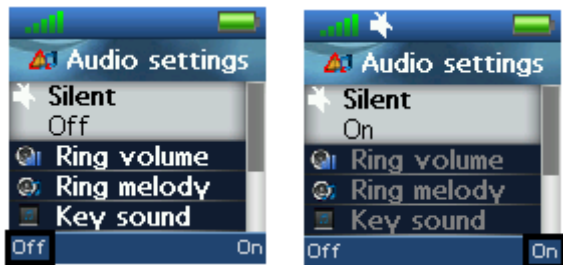 Audio settings
Silent
Off
Ring volume
Ring melody
Key sound
Off On
Audio settings
Silent
On
Ring volume
Ring melody
Key sound
Off On